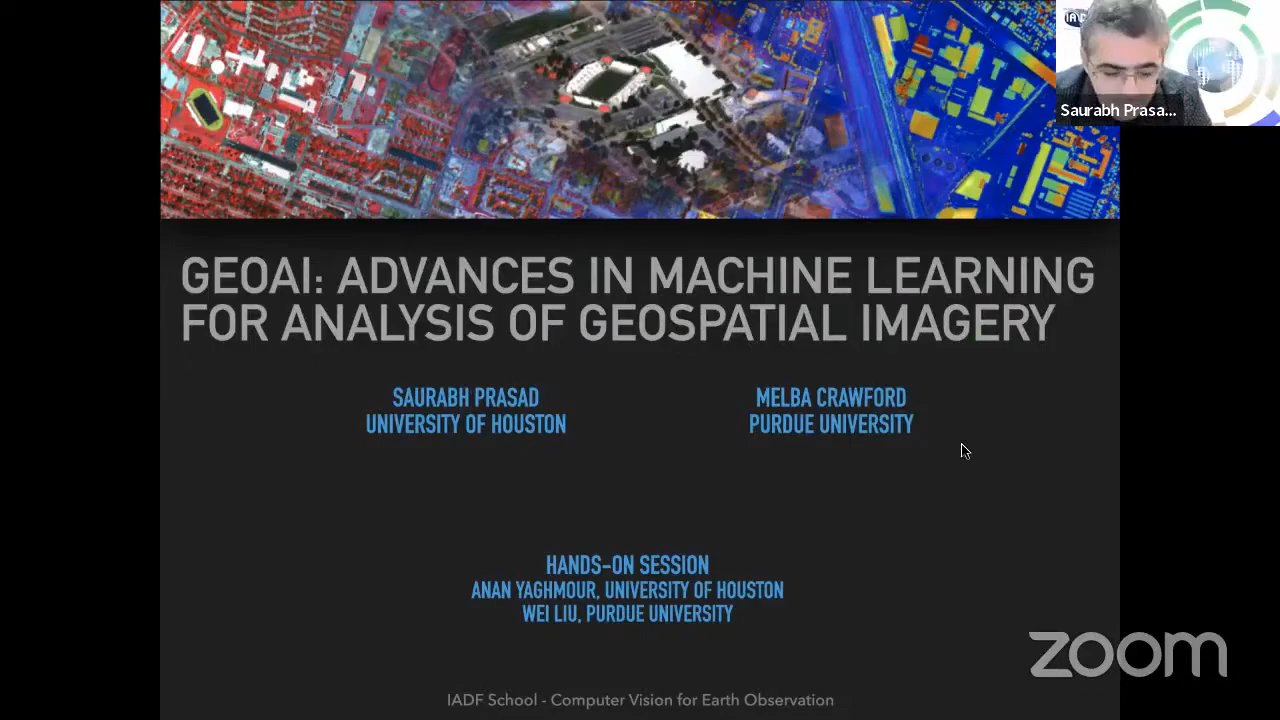 Saurabh Prasa...
GEOAI: ADVANCES IN MACHINE LEARNING
FOR ANALYSIS OF GEOSPATIAL IMAGERY
SAURABH PRASAD
UNIVERSITY OF HOUSTON
MELBA CRAWFORD
PURDUE UNIVERSITY
HANDS-ON SESSION
ANAN YAGHMOUR, UNIVERSITY OF HOUSTON
WEI LIU, PURDUE UNIVERSITY
zoom
IADF School - Computer Vision for Earth Observation